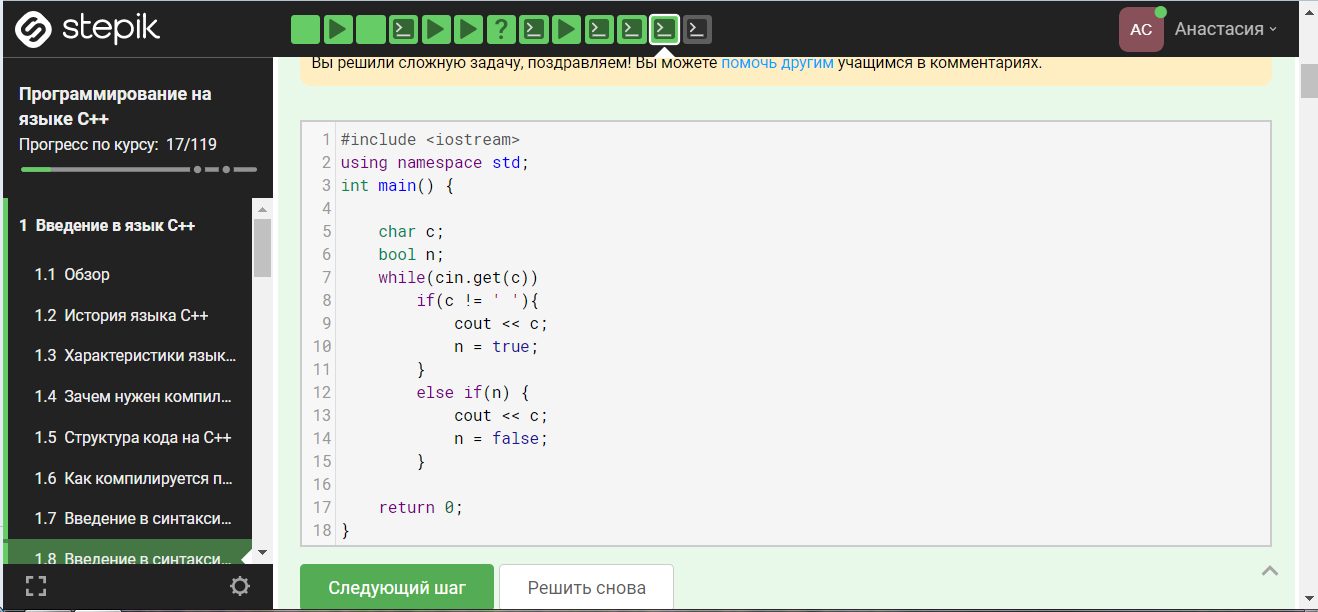 stepik
?
АС
Анастасия
Программирование на
языке C++
Прогресс по курсу: 17/119
1 Введение в язык C++
1.1 Обзор
1.2 История языка C++
1.3 Характеристики язык...
1.4 Зачем нужен компил...
1.5 Структура кода на C++
1.6 Как компилируется п...
1.7 Введение в синтакси...
1.8 Введение в синтакси...
Вы решили сложную задачу, поздравляем! Вы можете помочь другим учащимся в комментариях.
1 #include <iostream>
2 using namespace std;
3 int main() {
4
5 char c;
6 bool n;
7 while(cin.get(c))
8 if(c != ' '){
9 cout << c;
10 n = true;
11 }
12 else if(n) {
13 cout << c;
14 n = false;
15 }
16
17 return 0;
18 }
Следующий шаг
Решить снова